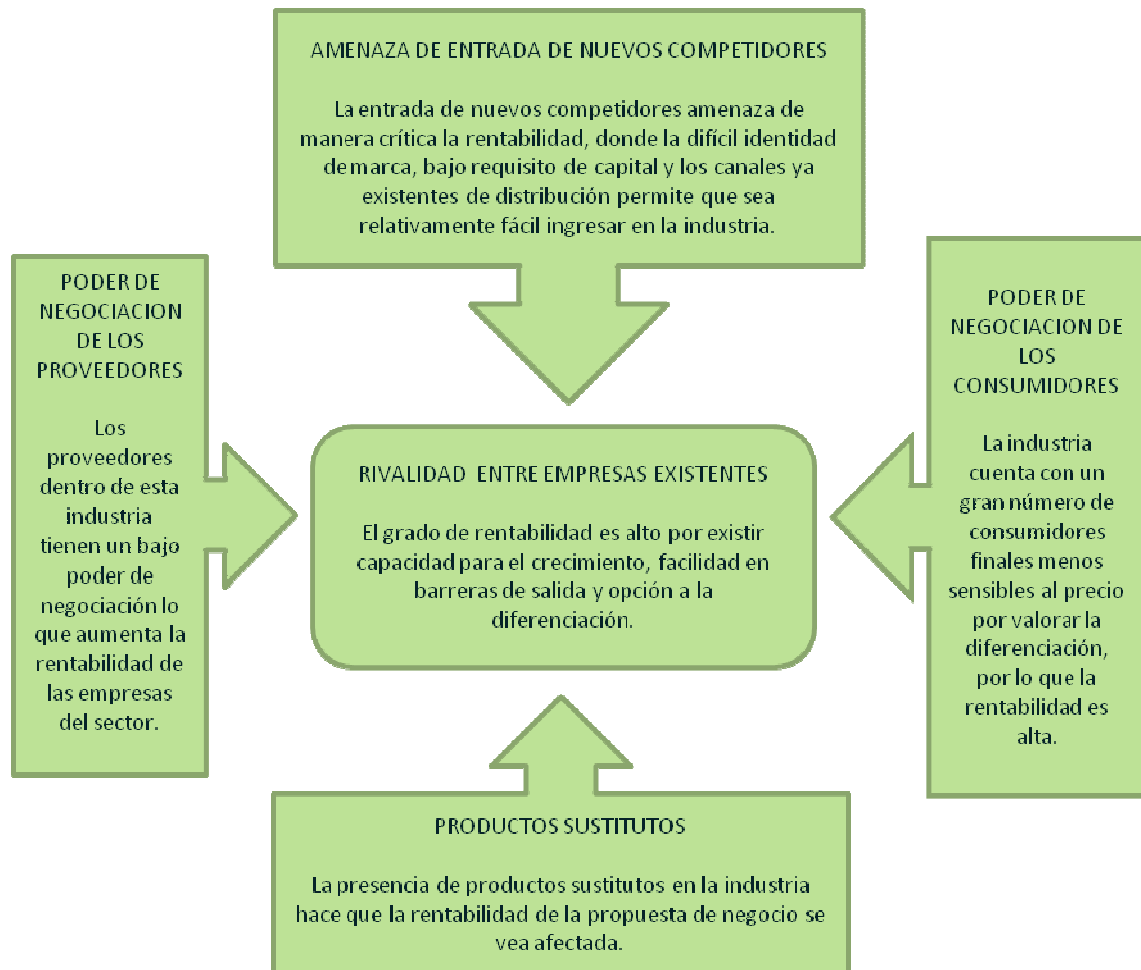 AMENAZA DE ENTRADA DE NUEVOS COMPETIDORES
La entrada de nuevos competidores amenaza de
manera crítica la rentabilidad, donde la difícil identidad
de marca, bajo requisito de capital y los canales ya
existentes de distribución permite que sea
relativamente fácil ingresar en la industria.
PODER DE
NEGOCIACION
DE LOS
PROVEEDORES
Los
proveedores
dentro de esta
industria
tienen un bajo
poder de
negociación lo
que aumenta la
rentabilidad de
las empresas
del sector.
RIVALIDAD ENTRE EMPRESAS EXISTENTES
El grado de rentabilidad es alto por existir
capacidad para el crecimiento, facilidad en
barreras de salida y opción a la
diferenciación.
PODER DE
NEGOCIACION DE
LOS
CONSUMIDORES
La industria
cuenta con un
gran número de
consumidores
finales menos
sensibles al precio
por valorar la
diferenciación,
por lo que la
rentabilidad es
alta.
PRODUCTOS SUSTITUTOS
La presencia de productos sustitutos en la industria
hace que la rentabilidad de la propuesta de negocio se
vea afectada.